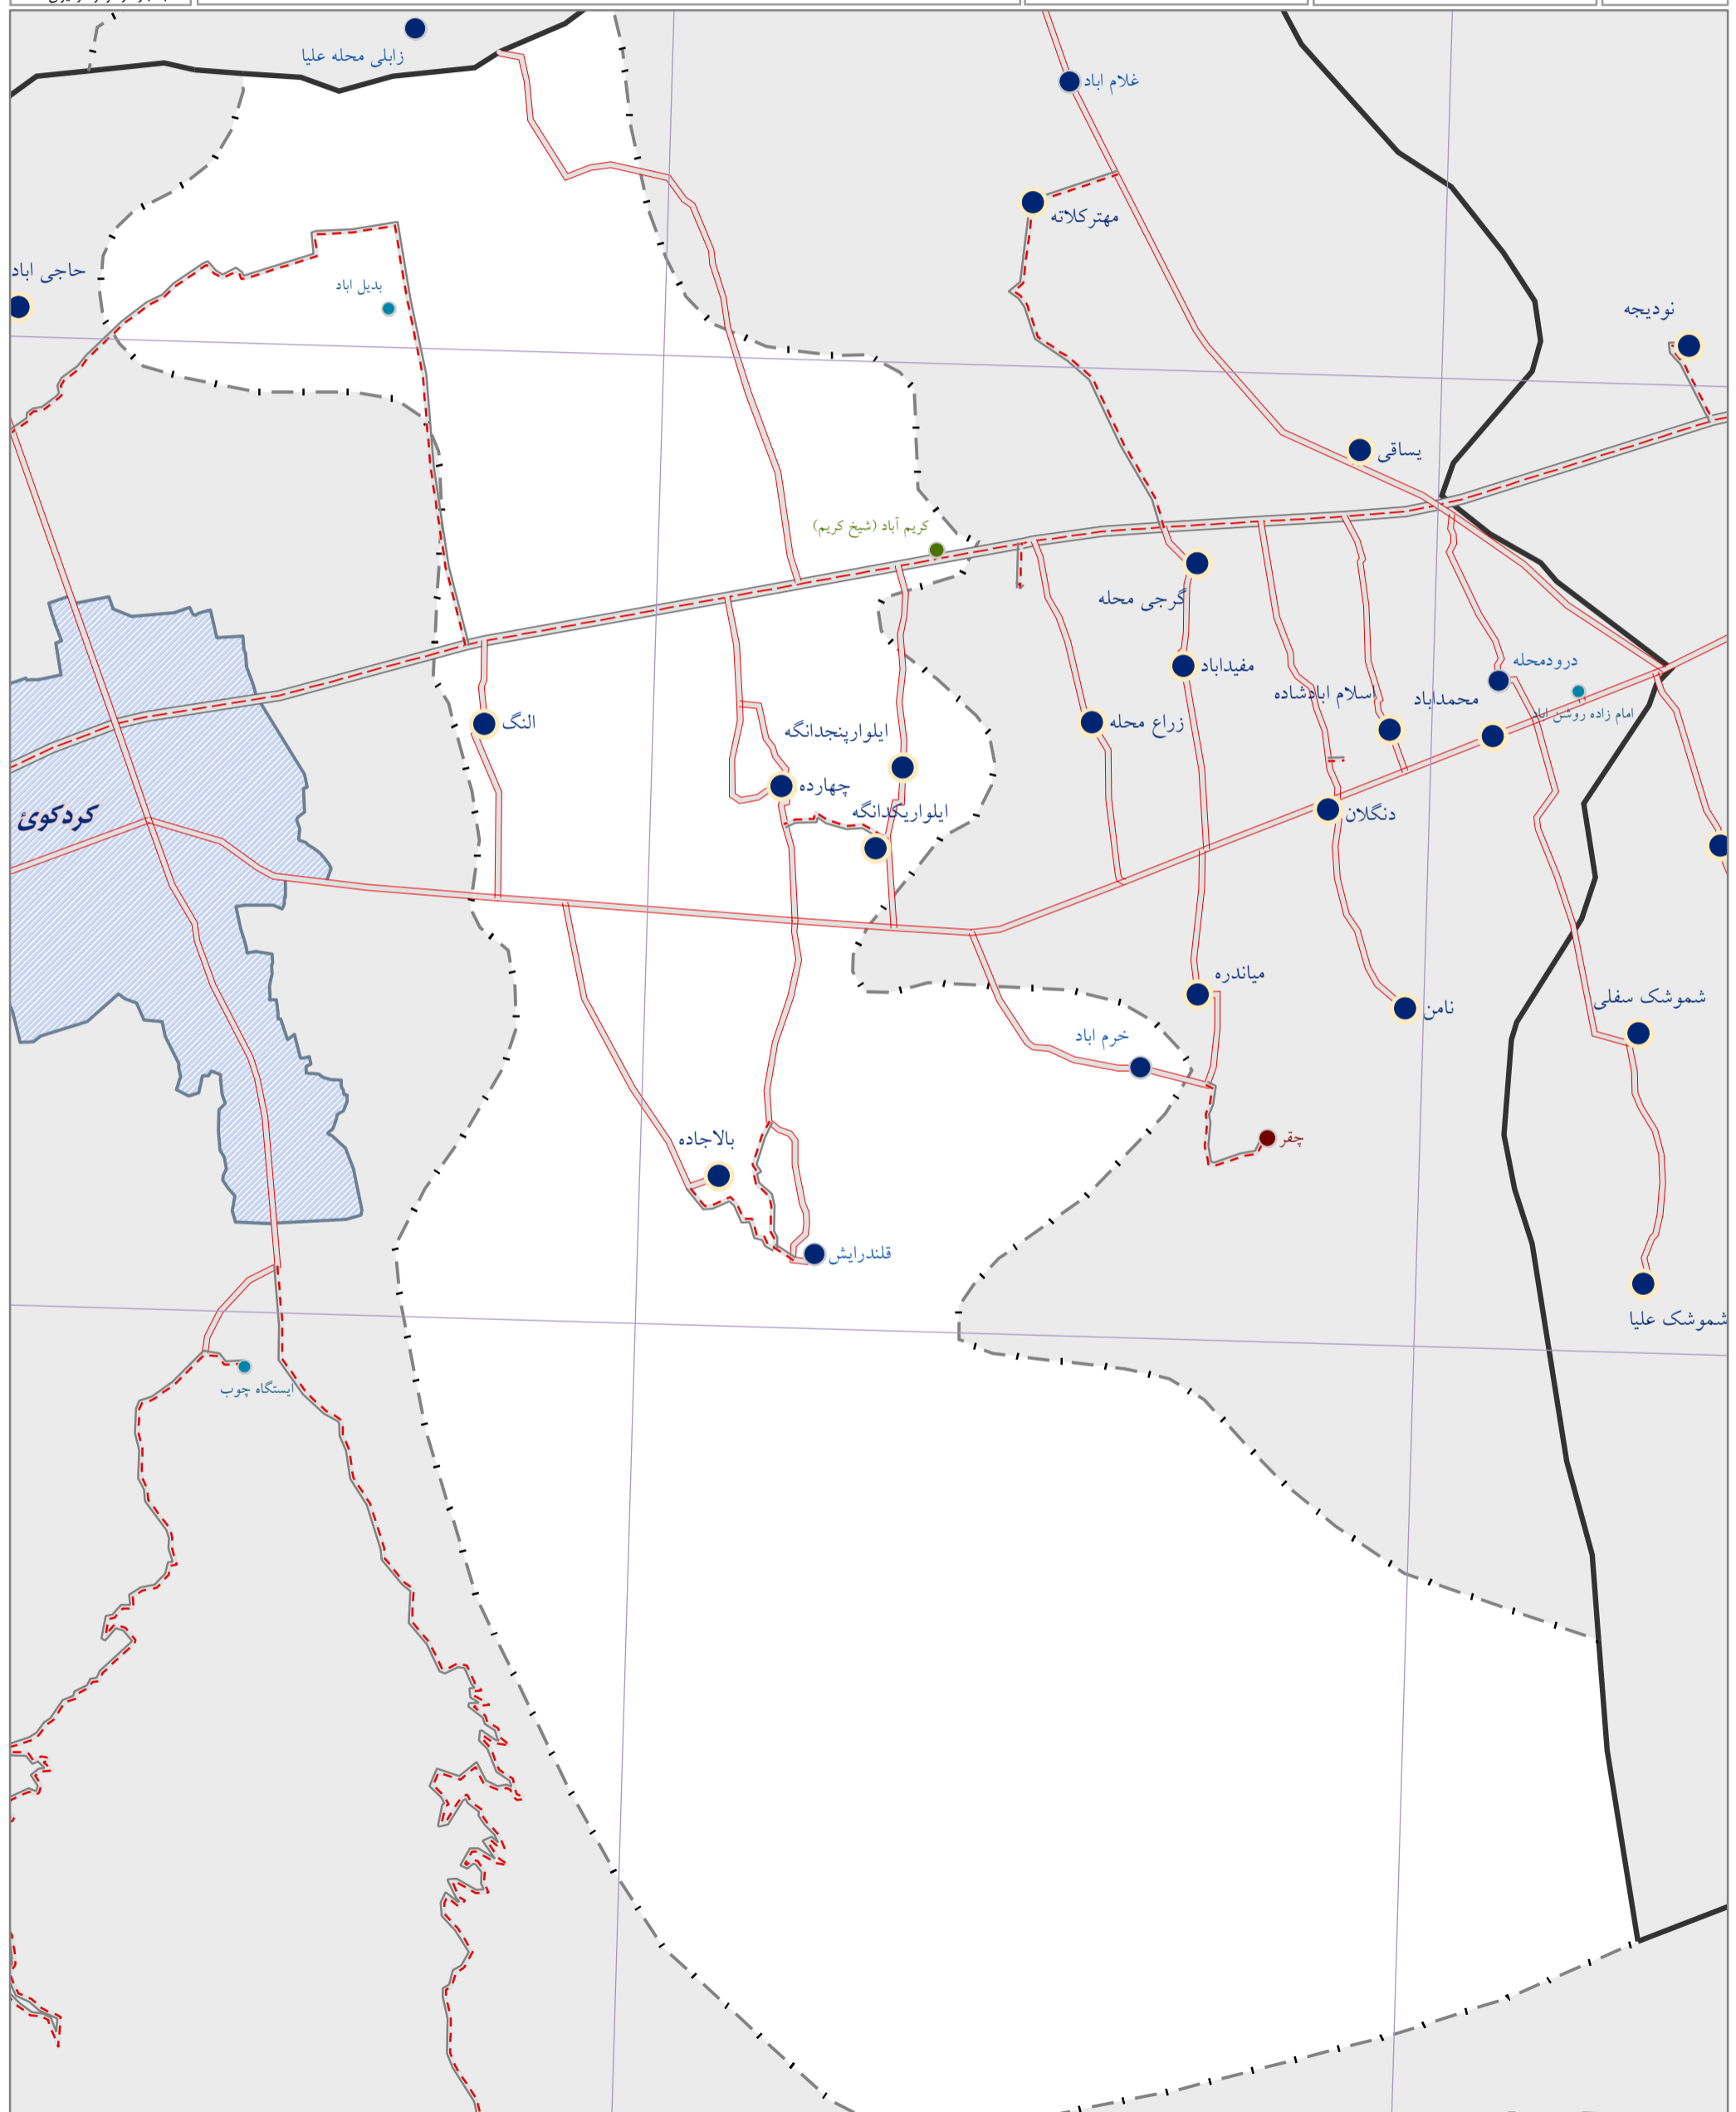 زابلی محله علیا
غلام اباد
مهترکلاته
حاجی اباد
بدیل اباد
نودیجه
یساقی
کریم آباد (شیخ کریم)
گرجی محله
درودمحله
مفیداباد
اسلام ابادشاده
محمداباد
امام زاده روشن اباد
النگ
زراع محله
ایلوارپنجدانگه
چهارده
ایلواریکدانگه
دنگلان
کردکوئ
میاندره
شموشک سفلی
نامن
خرم اباد
بالاجاده
چقر
قلندرایش
شموشک علیا
ایستگاه چوب